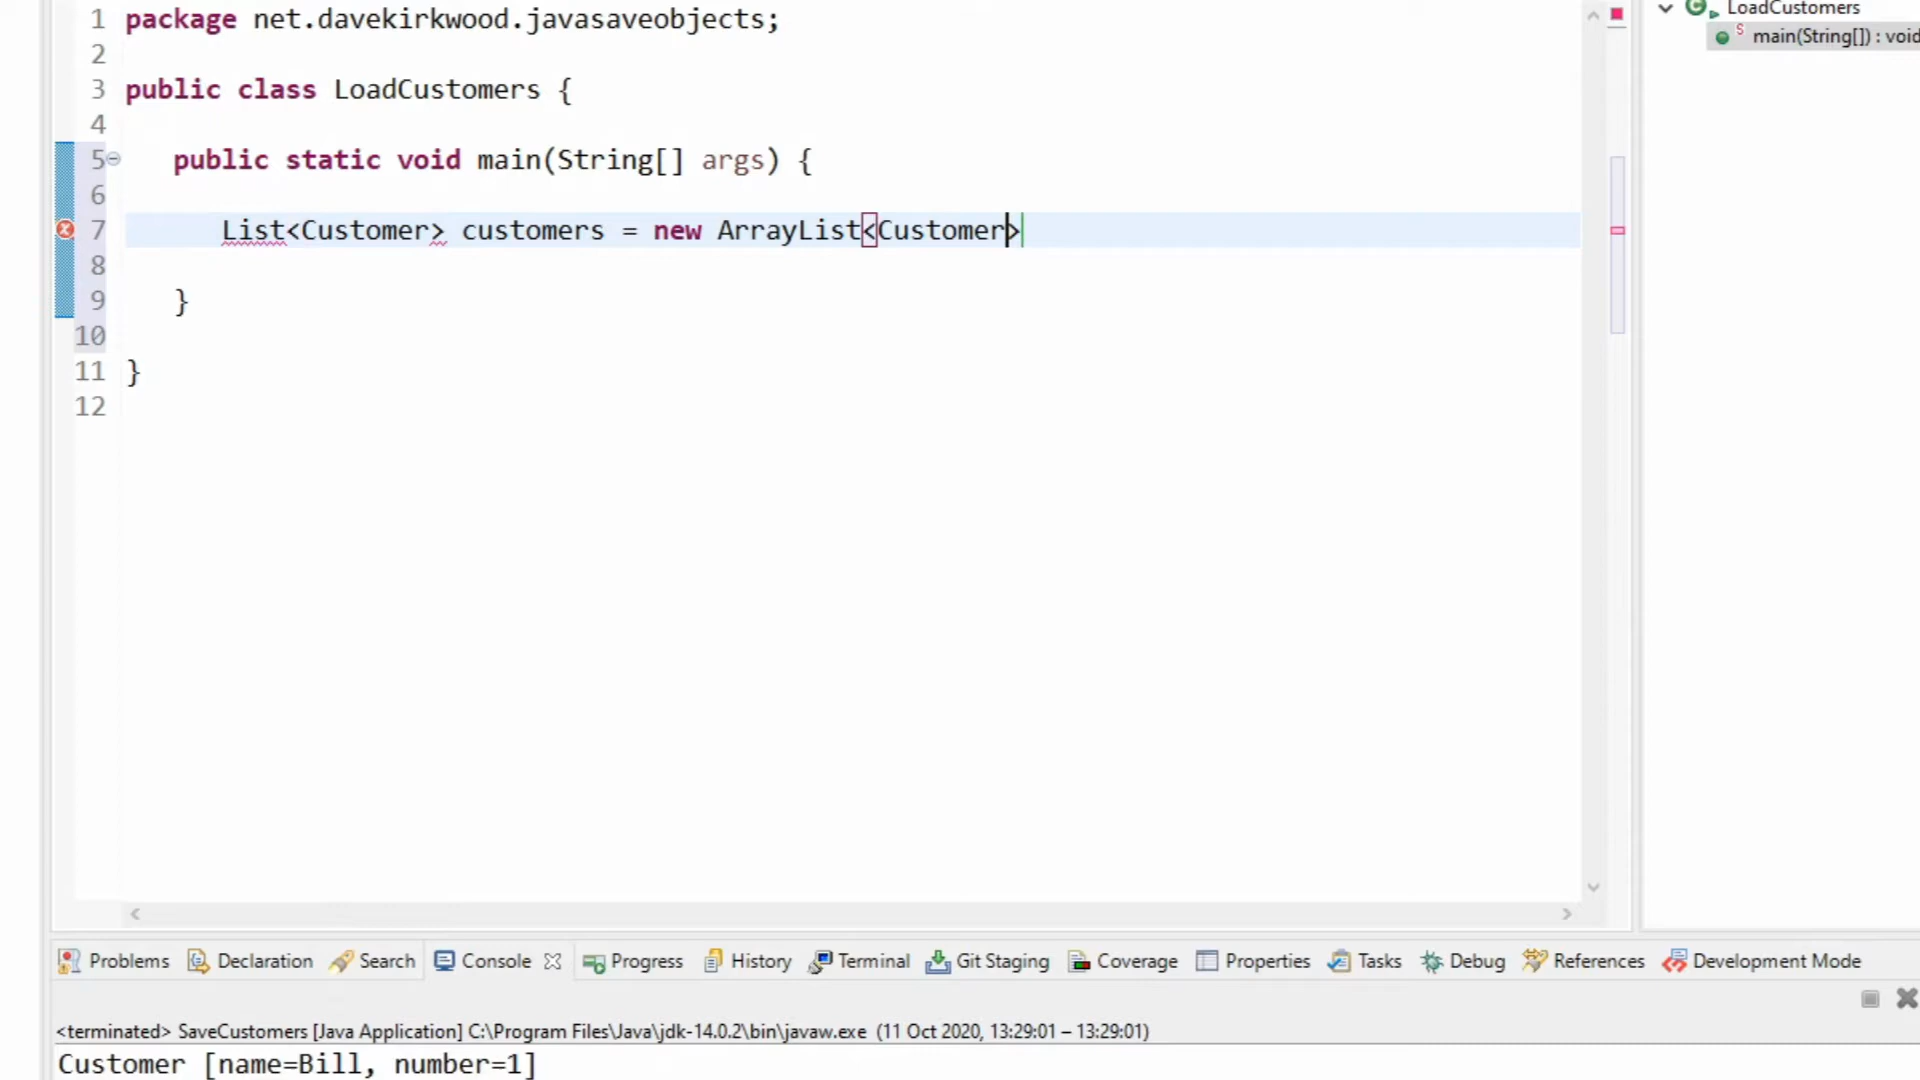 1 package net.davekirkwood.javasaveobjects;
2
3 public class LoadCustomers {
4
5 public static void main(String[] args) {
6
7 List<Customer> customers = new ArrayList<Customer>
8
9 }
10
11 }
12
LoadCustomers
S main(String[]) : void
Problems Declaration Search Console Progress History Terminal Git Staging Coverage Properties Tasks Debug References Development Mode
<terminated> SaveCustomers [Java Application] C:\Program Files\Java\jdk-14.0.2\bin\javaw.exe (11 Oct 2020, 13:29:01 – 13:29:01)
Customer [name=Bill, number=1]